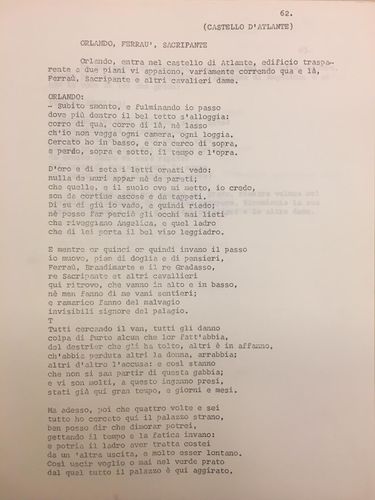 62.
(CASTELLO D'ATLANTE)
ORLANDO, FERRAU', SACRIPANTE
Orlando, entra nel castello di Atlante, edificio traspa-
rente a due piani vi appaiono, variamente correndo qua e là,
Ferraù, Sacripante e altri cavalieri dame.
ORLANDO:
- Subito smonto, e fulminando io passo
dove più dentro il bel tetto s'alloggia:
corro di qua, corro di là, nè lasso
ch'io non vegga ogni camera, ogni loggia.
Cercato ho in basso, e ora cerco di sopra,
e perdo, sopra e sotto, il tempo e l'opra.
D'oro e di seta i letti ornati vedo:
nulla de muri appar nè de pareti;
che quelle, e il suolo ove mi metto, io credo,
son da cortine ascose e da tappeti.
Di su di giù io vado, e quindi riedo;
nè posso far perciò gli occhi mai lieti
che riveggiano Angelica, e quel ladro
che di lei porta il bel viso leggiadro.
E mentre or quinci or quindi invano il passo
io muovo, pien di doglia e di pensieri,
Ferraù, Brandimarte e il re Gradasso,
re Sacripante et altri cavallieri
qui ritrovo, che vanno in alto e in basso,
nè men fanno di me vani sentieri;
e ramarico fanno del malvagio
invisibili signore del palagio.
T
Tutti cercando il van, tutti gli danno
colpa di furto alcun che lor fatt'abbia,
del destrier che gli ha tolto, altri è in affanno,
ch'abbia perduta altri la donna, arrabbia;
altri d'altro l'accusa: e così stanno
che non si san partir di questa gabbia;
e vi son molti, a questo inganno presi,
stati già qui gran tempo, e giorni e mesi.
Ma adesso, poi che quattro volte e sei
tutto ho cercato qui il palazzo strano,
ben posso dir che dimorar potrei,
gettando il tempo e la fatica invano:
e potria il ladro aver tratta costei
da un 'altra uscita, e molto esser lontano.
Così uscir voglio o mai nel verde prato
dal qual tutto il palazzo è qui aggirato.